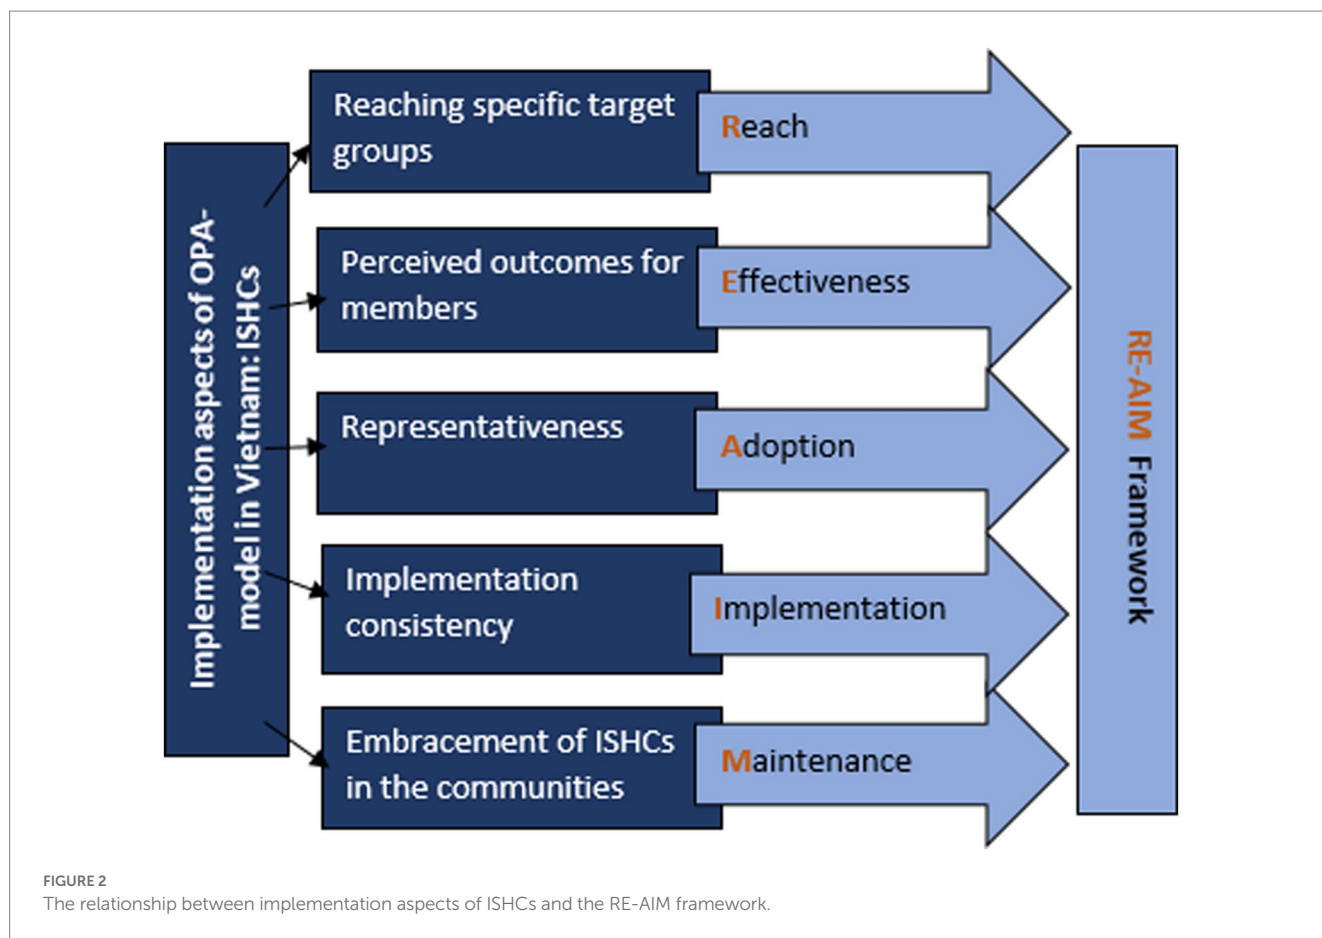 Implementation aspects of OPA-
model in Vietnam: ISHCs
Reaching specific target
groups
Reach
Perceived outcomes for
members
Effectiveness
Representativeness
Adoption
Implementation
consistency
Implementation
Embracement of ISHCs
in the communities
Maintenance
RE-AIM Framework
FIGURE 2
The relationship between implementation aspects of ISHCs and the RE-AIM framework.